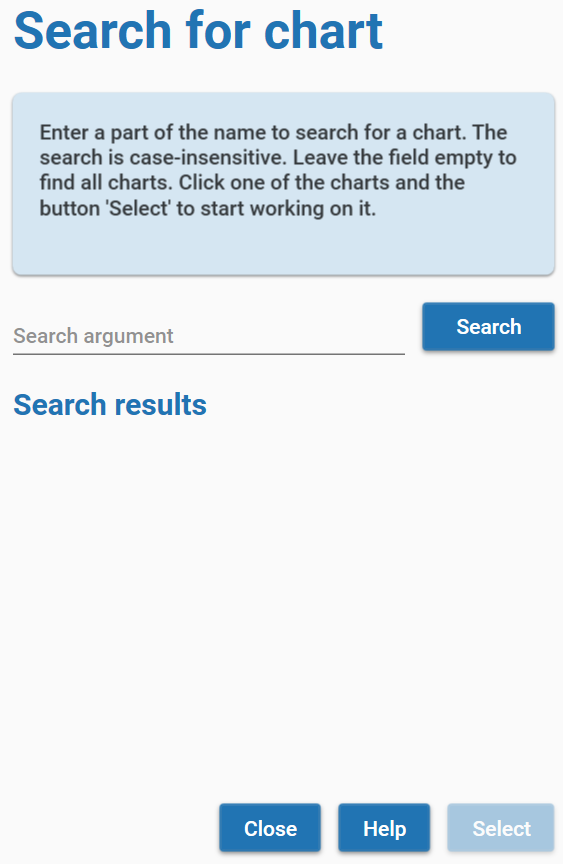 Search for chart
Enter a part of the name to search for a chart. The
search is case-insensitive. Leave the field empty to
find all charts. Click one of the charts and the
button 'Select' to start working on it.
Search argument
Search
Search results
Close
Help
Select